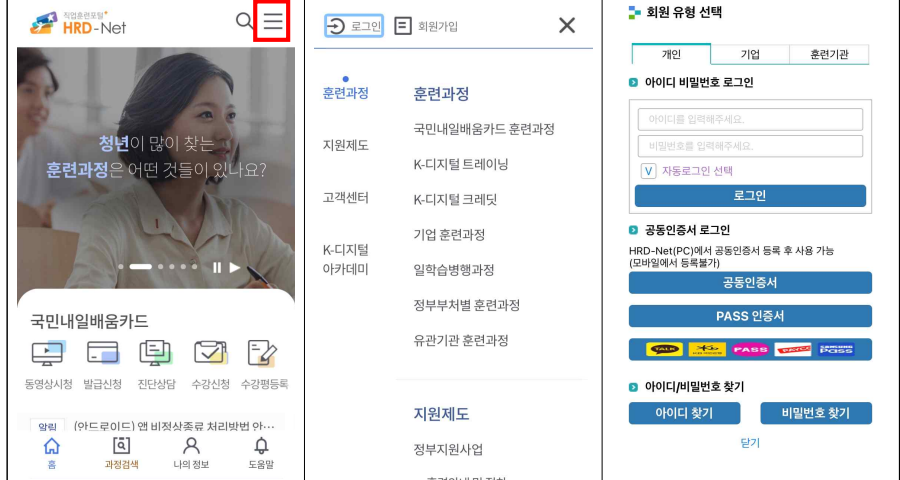 직업훈련포털
HRD-Net
청년이 많이 찾는
훈련과정은 어떤 것들이 있나요?
국민내일배움카드
동영상시청 발급신청 진단상담 수강신청 수강평등록
알림 (안드로이드) 앱 비정상종료 처리방법 안…
홈 과정검색 나의 정보 도움말
로그인 회원가입
훈련과정
지원제도
고객센터
K-디지털
아카데미
훈련과정
국민내일배움카드 훈련과정
K-디지털 트레이닝
K-디지털 크레딧
기업 훈련과정
일학습병행과정
정부부처별 훈련과정
유관기관 훈련과정
지원제도
정부지원사업
회원 유형 선택
개인 기업 훈련기관
아이디 비밀번호 로그인
아이디를 입력해주세요.
비밀번호를 입력해주세요.
V 자동로그인 선택
로그인
공동인증서 로그인
HRD-Net(PC)에서 공동인증서 등록 후 사용 가능
(모바일에서 등록불가)
공동인증서
PASS 인증서
TALK PASS PAYCO SAMSUNG Pass
아이디/비밀번호 찾기
아이디 찾기 비밀번호 찾기
닫기